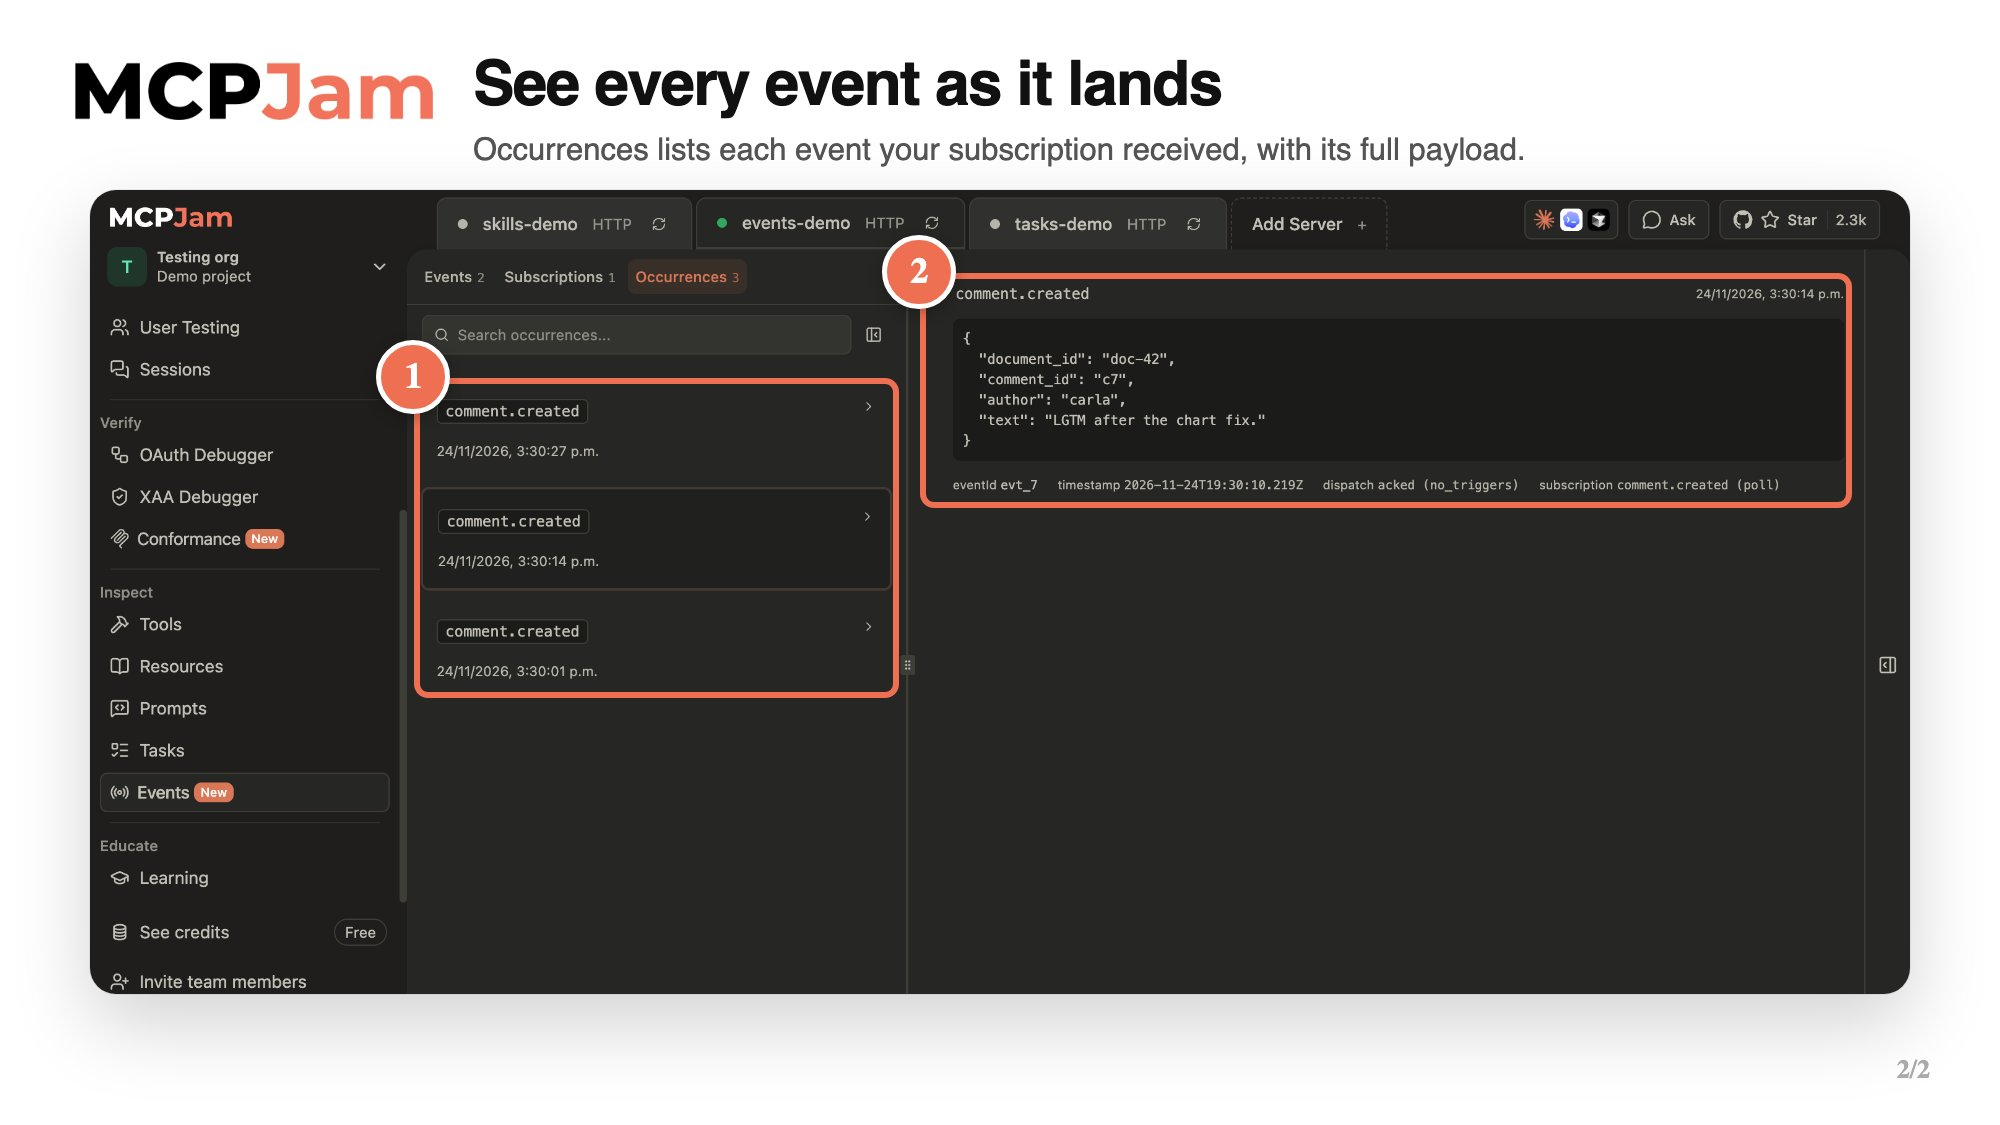 MCPJam
See every event as it lands
Occurrences lists each event your subscription received, with its full payload.
MCPJam
skills-demo HTTP
events-demo HTTP
tasks-demo HTTP
Add Server +
Ask
Star 2.3k
T
Testing org
Demo project
User Testing
Sessions
Verify
OAuth Debugger
XAA Debugger
Conformance New
Inspect
Tools
Resources
Prompts
Tasks
Events New
Educate
Learning
See credits Free
Invite team members
Events 2 Subscriptions 1 Occurrences 3
Search occurrences...
1
comment.created
24/11/2026, 3:30:27 p.m.
comment.created
24/11/2026, 3:30:14 p.m.
comment.created
24/11/2026, 3:30:01 p.m.
2
comment.created 24/11/2026, 3:30:14 p.m.
{
"document_id": "doc-42",
"comment_id": "c7",
"author": "carla",
"text": "LGTM after the chart fix."
}
eventId evt_7 timestamp 2026-11-24T19:30:10.219Z dispatch acked (no_triggers) subscription comment.created (poll)
2/2